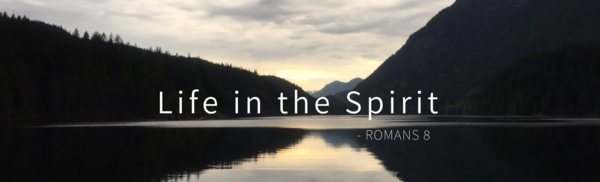 Life in the Spirit
- ROMANS 8